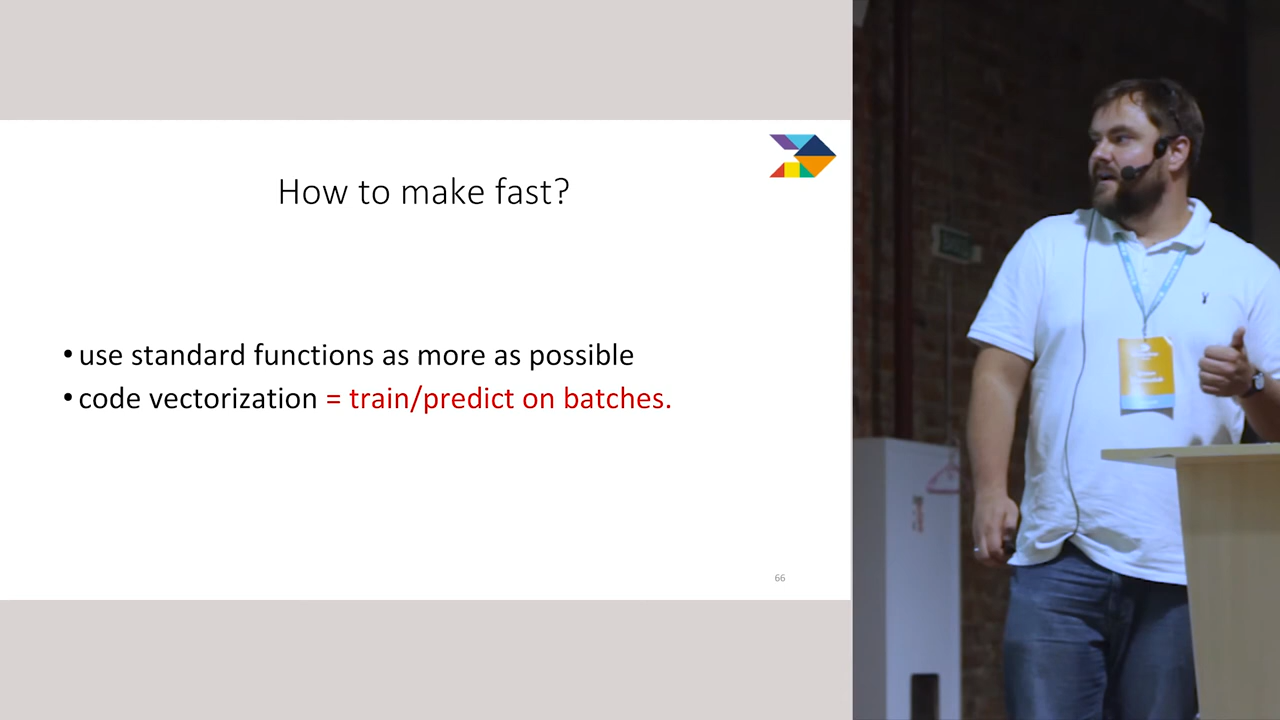 How to make fast?
• use standard functions as more as possible
• code vectorization = train/predict on batches.
66